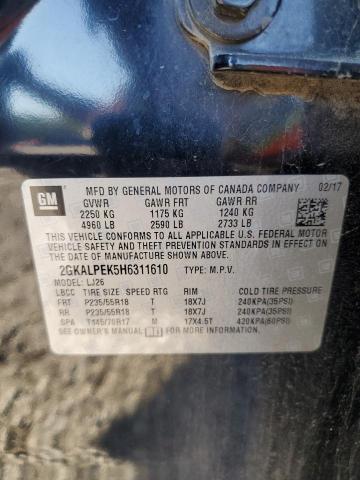 GM
MFD BY GENERAL MOTORS OF CANADA COMPANY 02/17
GVWR GAWR FRT GAWR RR
2250 KG 1175 KG 1240 KG
4960 LB 2590 LB 2733 LB
THIS VEHICLE CONFORMS TO ALL APPLICABLE U.S. FEDERAL MOTOR
VEHICLE SAFETY AND THEFT PREVENTION STANDARDS IN EFFECT ON
THE DATE OF MANUFACTURE SHOWN ABOVE.
2GKALPEK5H6311610 TYPE: M.P.V.
MODEL: LJ26
LBCC TIRE SIZE SPEED RTG RIM COLD TIRE PRESSURE
FRT P235/55R18 T 18X7J 240KPA(35PSI)
RR P235/55R18 T 18X7J 240KPA(35PSI)
SPA T145/70R17 M 17X4.5T 420KPA(60PSI)
SEE OWNER'S MANUAL FOR ADDITIONAL INFORMATION.